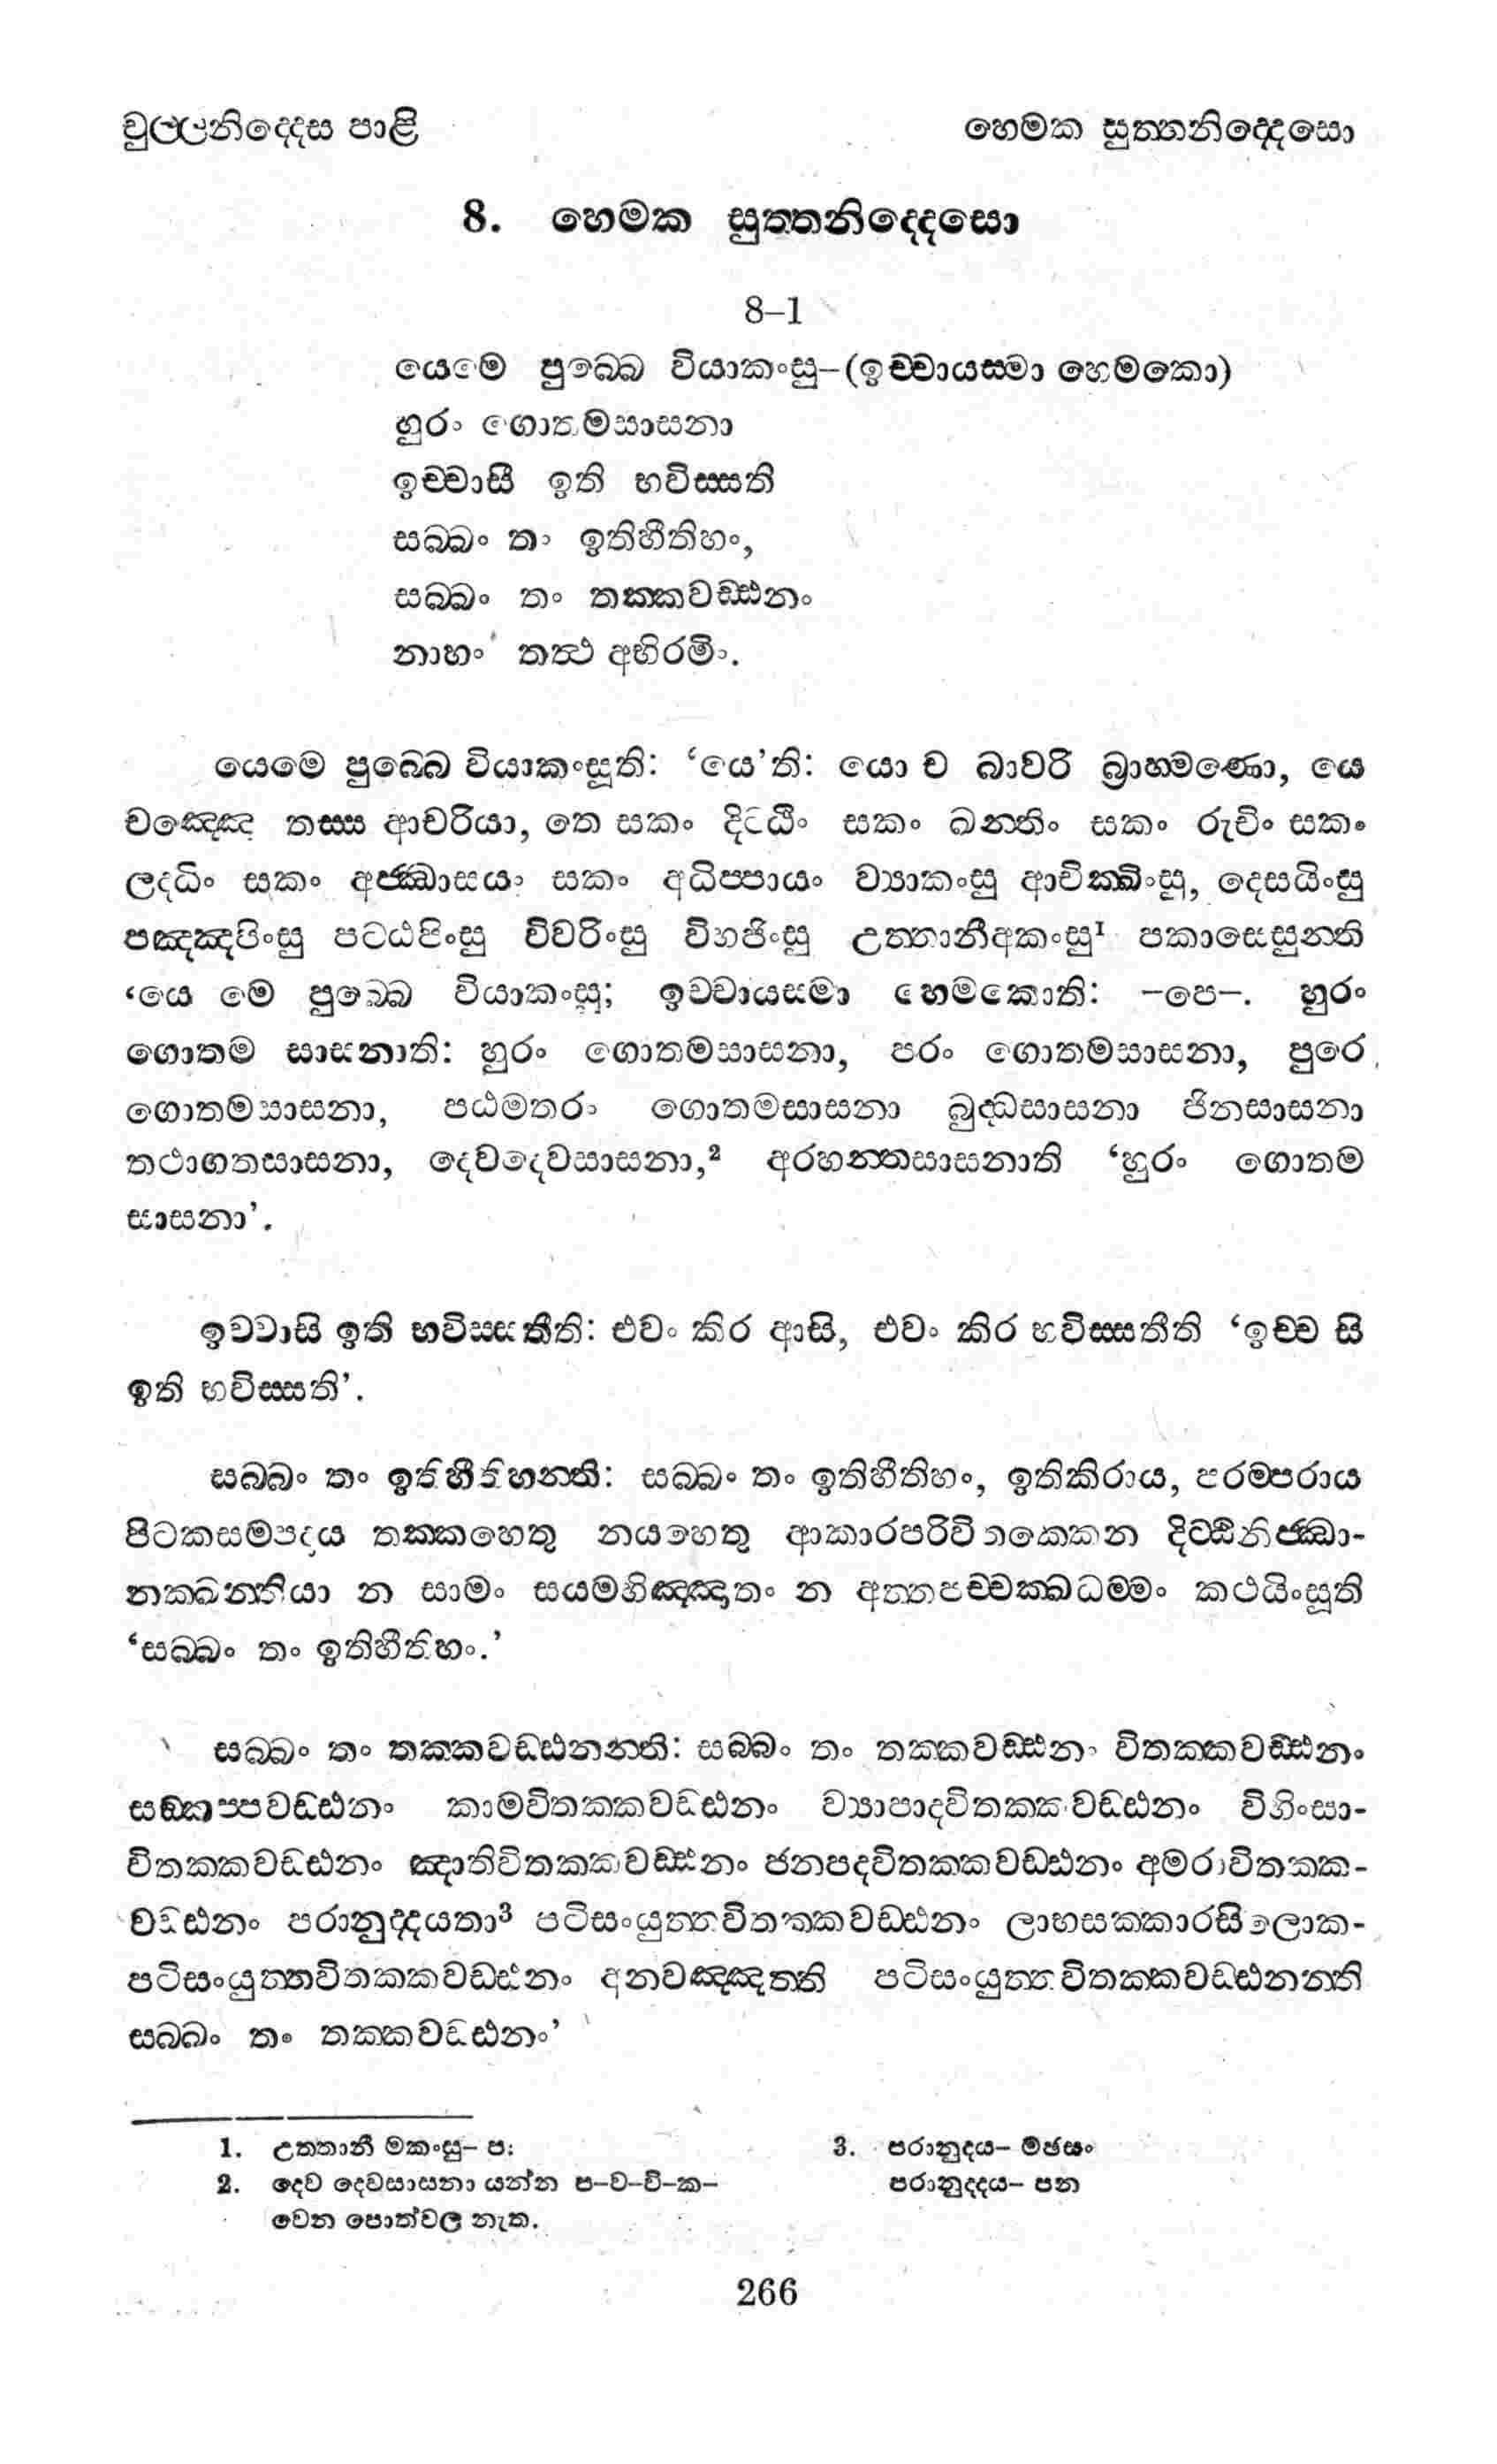 චුල්ලනිද්දෙස පාළි හෙමක සුත්තනිද්දෙසො
8. හෙමක සුත්තනිද්දෙසො
8–1
යෙමෙ පුබ්බෙ වියාකංසු–(ඉච්චායස්මා හෙමකො)
හුරං ගොතමසාසනා
ඉච්චාසී ඉති භවිස්සති
සබ්බං තං ඉතිහීතිහං,
සබ්බං තං තක්කවඩ්ඪනං
නාහං තත්ථ අභිරමිං.
යෙමෙ පුබ්බෙ වියාකංසූති: ‘යෙ’ති: යො ච බාවරි බ්‍රාහ්මණො, යෙ
චඤ්ඤෙ තස්ස ආචරියා, තෙ සකං දිට්ඨිං සකං ඛන්තිං සකං රුචිං සකං
ලද්ධිං සකං අජ්ඣාසයං සකං අධිප්පායං ව්‍යාකංසු ආචික්ඛිංසු, දෙසයිංසු
පඤ්ඤපිංසු පට්ඨපිංසු විවරිංසු විභජිංසු උත්තානීඅකංසු¹ පකාසෙසුන්ති
‘යෙ මෙ පුබ්බෙ වියාකංසු; ඉච්චායස්මා හෙමකොති: –පෙ–. හුරං
ගොතම සාසනාති: හුරං ගොතමසාසනා, පරං ගොතමසාසනා, පුරෙ
ගොතමසාසනා, පඨමතරං ගොතමසාසනා බුද්ධසාසනා ජිනසාසනා
තථාගතසාසනා, දෙවදෙවසාසනා,² අරහන්තසාසනාති ‘හුරං ගොතම
සාසනා’.
ඉච්චාසි ඉති භවිස්සතීති: එවං කිර ආසි, එවං කිර භවිස්සතීති ‘ඉච්ච සි
ඉති භවිස්සති’.
සබ්බං තං ඉතිහීතිහන්ති: සබ්බං තං ඉතිහීතිහං, ඉතිකිරාය, පරම්පරාය
පිටකසම්පදාය තක්කහෙතු නයහෙතු ආකාරපරිවිතක්කෙන දිට්ඨිනිජ්ඣා-
නක්ඛන්තියා න සාමං සයමභිඤ්ඤාතං න අත්තපච්චක්ඛධම්මං කථයිංසූති
‘සබ්බං තං ඉතිහීතිහං.’
සබ්බං තං තක්කවඩ්ඪනන්ති: සබ්බං තං තක්කවඩ්ඪනං විතක්කවඩ්ඪනං
සඞ්කප්පවඩ්ඪනං කාමවිතක්කවඩ්ඪනං ව්‍යාපාදවිතක්කවඩ්ඪනං විහිංසා-
විතක්කවඩ්ඪනං ඤාතිවිතක්කවඩ්ඪනං ජනපදවිතක්කවඩ්ඪනං අමරාවිතක්ක-
වඩ්ඪනං පරානුද්දයතා³ පටිසංයුත්තවිතක්කවඩ්ඪනං ලාභසක්කාරසිලොක-
පටිසංයුත්තවිතක්කවඩ්ඪනං අනවඤ්ඤත්ති පටිසංයුත්තවිතක්කවඩ්ඪනන්ති
සබ්බං තං තක්කවඩ්ඪනං’
1. උත්තානී මකංසු– ප: 3. පරානුදය– මජසං
2. දෙව දෙවසාසනා යන්න ප–ව–වි–ක– පරානුද්දය– පන
වෙන පොත්වල නැත.
266